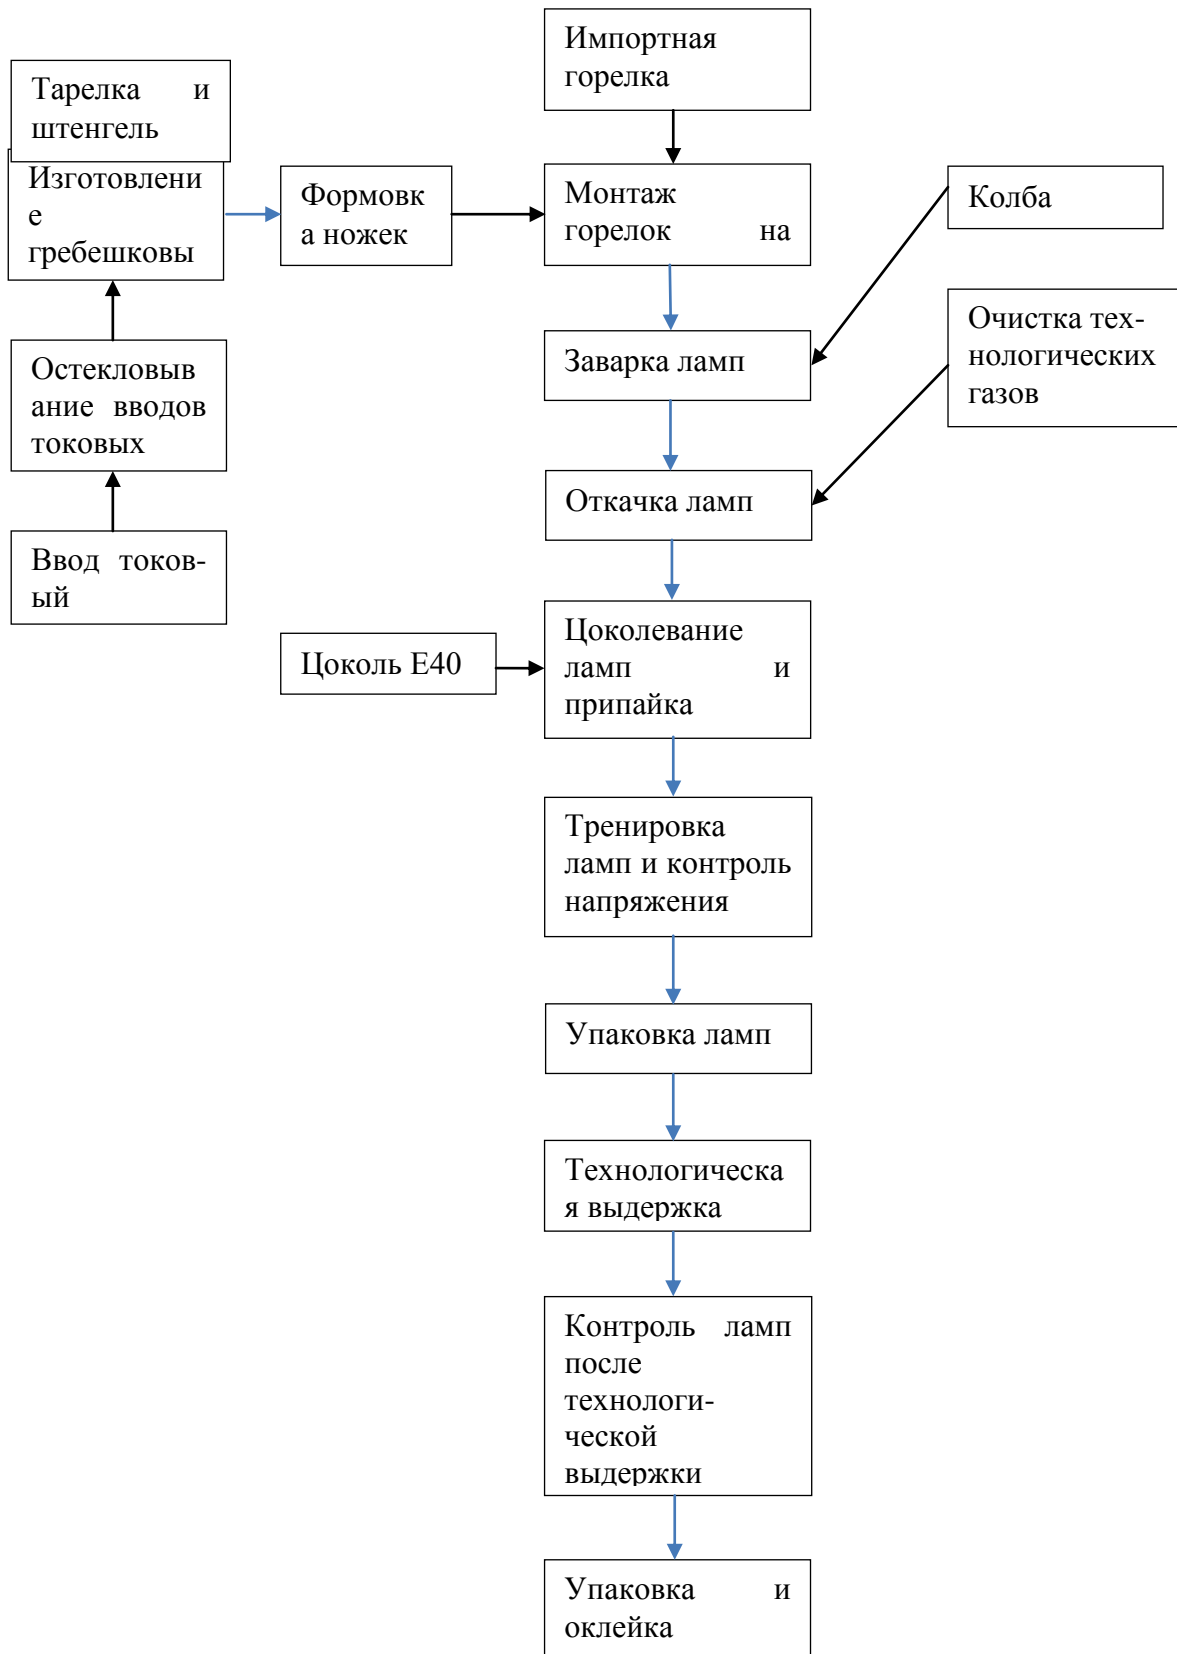 Импортная
горелка
Тарелка и
штенгель
Изготовлени
е
гребешковы
Формовк
а ножек
Монтаж
горелок на
Колба
Остекловыв
ание вводов
токовых
Заварка ламп
Очистка тех-
нологических
газов
Ввод токов-
ый
Откачка ламп
Цоколь Е40
Цоколевание
ламп и
припайка
Тренировка
ламп и контроль
напряжения
Упаковка ламп
Технологическа
я выдержка
Контроль ламп
после
технологи-
ческой
выдержки
Упаковка и
оклейка